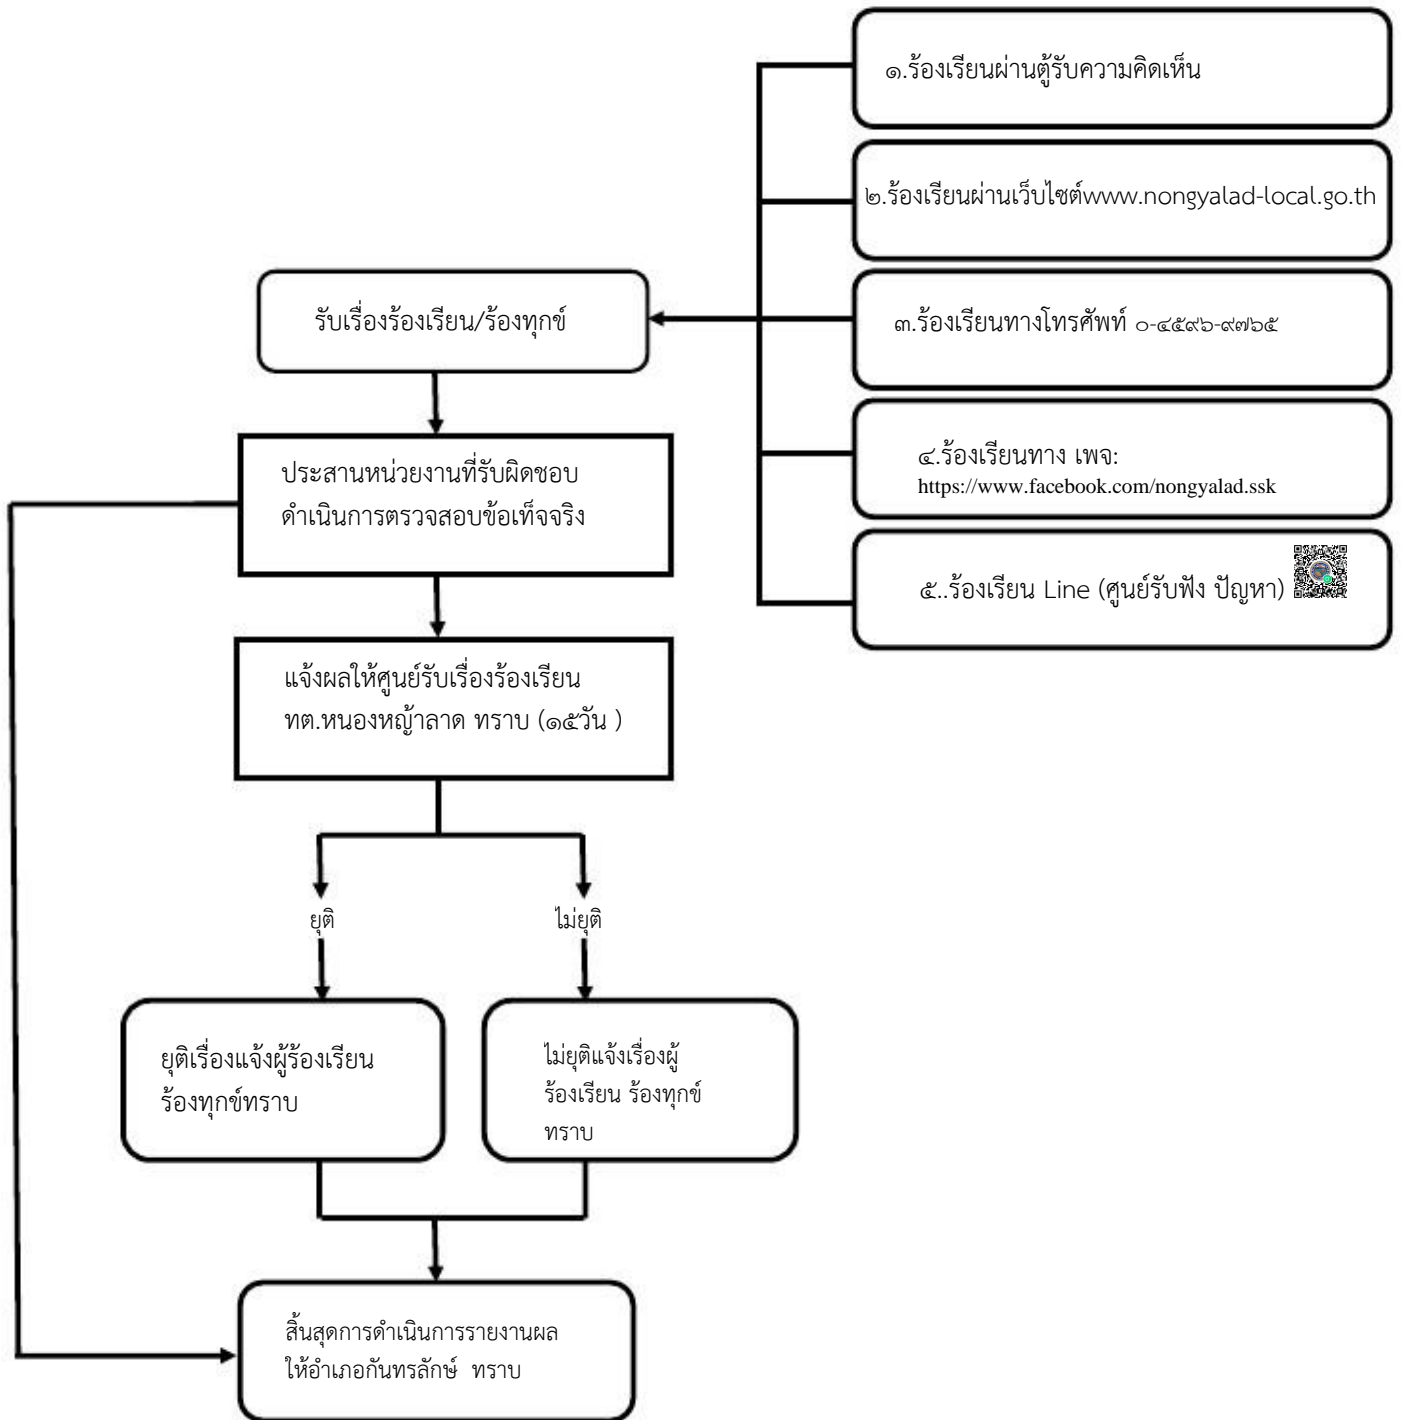 ๑.ร้องเรียนผ่านตู้รับความคิดเห็น
๒.ร้องเรียนผ่านเว็บไซต์www.nongyalad-local.go.th
รับเรื่องร้องเรียน/ร้องทุกข์
๓.ร้องเรียนทางโทรศัพท์ ๐-๔๕๙๖-๙๗๖๕
๔.ร้องเรียนทาง เพจ:
https://www.facebook.com/nongyalad.ssk
๕..ร้องเรียน Line (ศูนย์รับฟัง ปัญหา)
ประสานหน่วยงานที่รับผิดชอบ
ดำเนินการตรวจสอบข้อเท็จจริง
แจ้งผลให้ศูนย์รับเรื่องร้องเรียน
ทต.หนองหญ้าลาด ทราบ (๑๕วัน )
ยุติ
ไม่ยุติ
ยุติเรื่องแจ้งผู้ร้องเรียน
ร้องทุกข์ทราบ
ไม่ยุติแจ้งเรื่องผู้
ร้องเรียน ร้องทุกข์
ทราบ
สิ้นสุดการดำเนินการรายงานผล
ให้อำเภอกันทรลักษ์ ทราบ